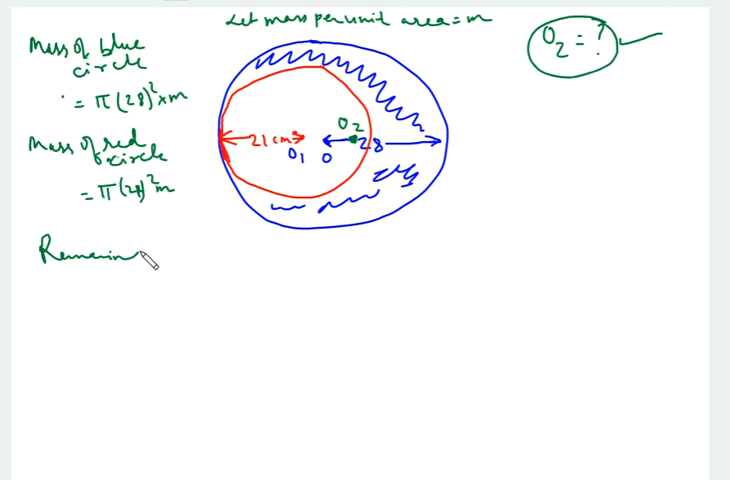 Let mass per unit area = m
Mass of blue
circle
= π(28)²×m
Mass of red
circle
= π(21)²m
Remain
21 cm
O₁
O
O₂
28
O₂ = ?